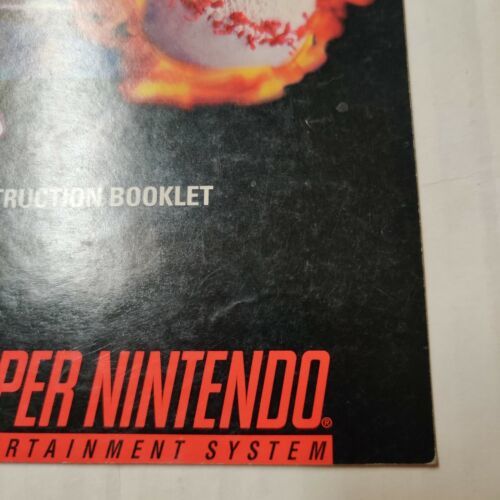 TRUCTION BOOKLET
PER NINTENDO®
RTAINMENT SYSTEM